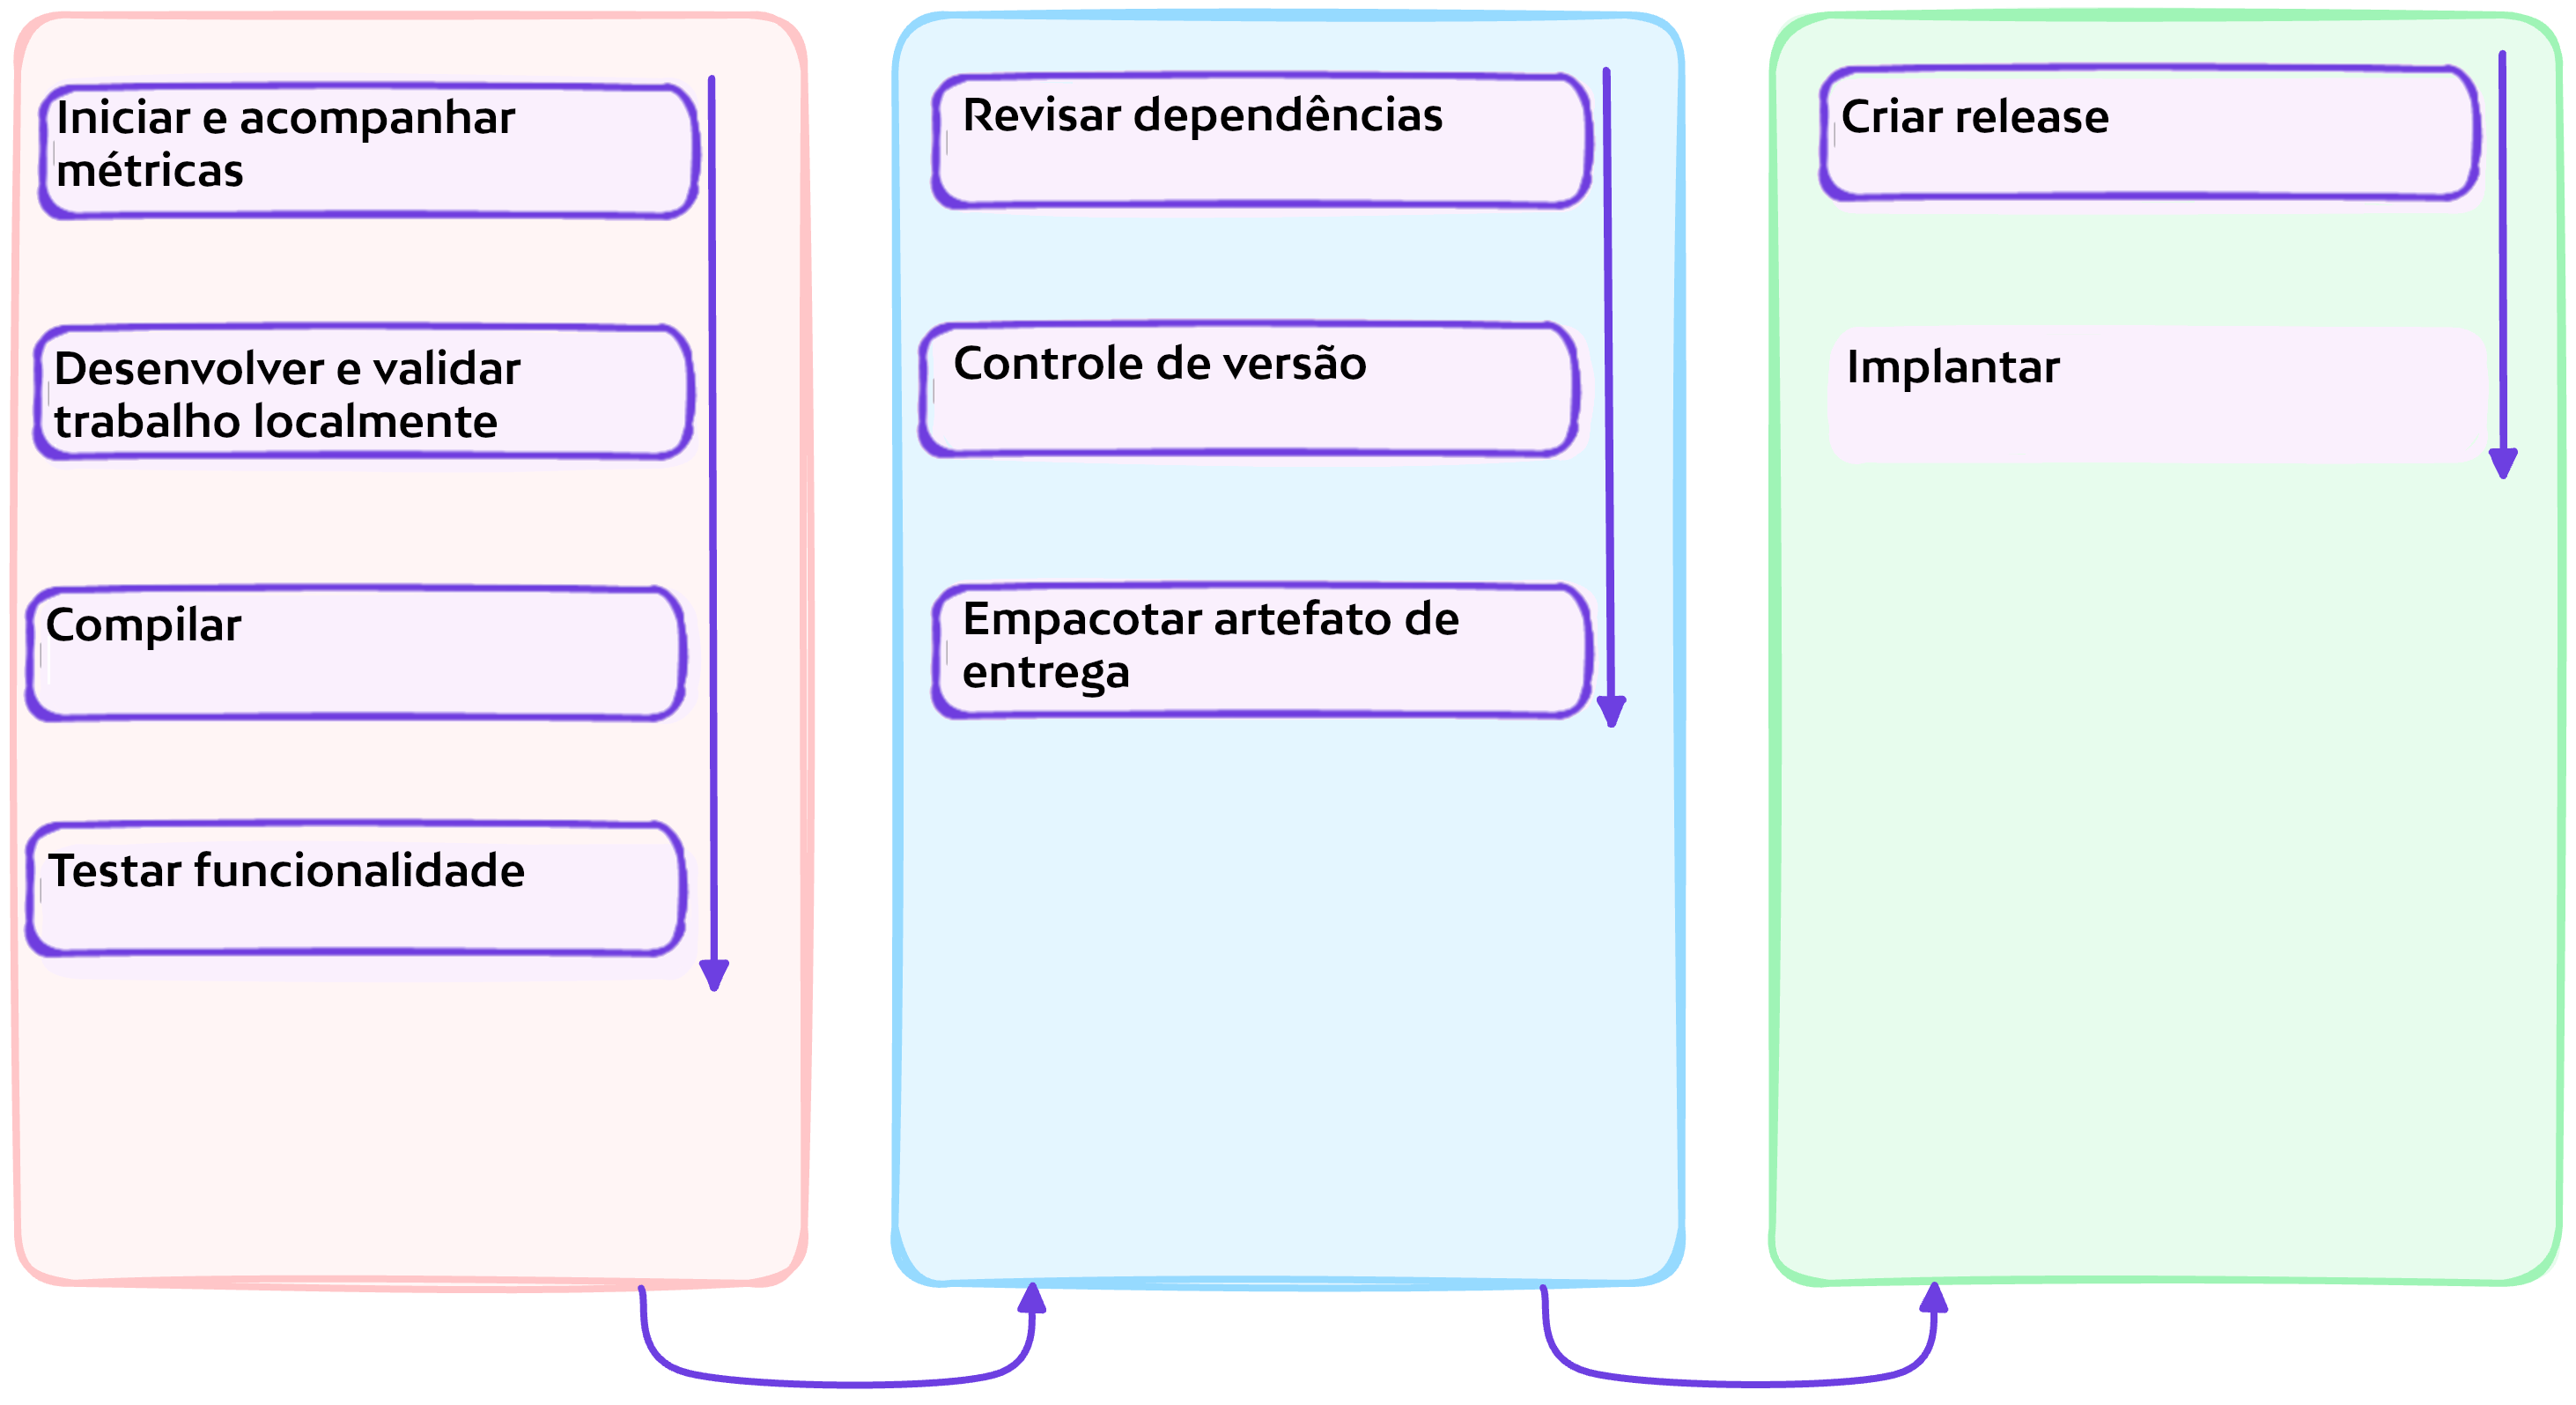 Iniciar e acompanhar
métricas
Desenvolver e validar
trabalho localmente
Compilar
Testar funcionalidade
Revisar dependências
Controle de versão
Empacotar artefato de
entrega
Criar release
Implantar